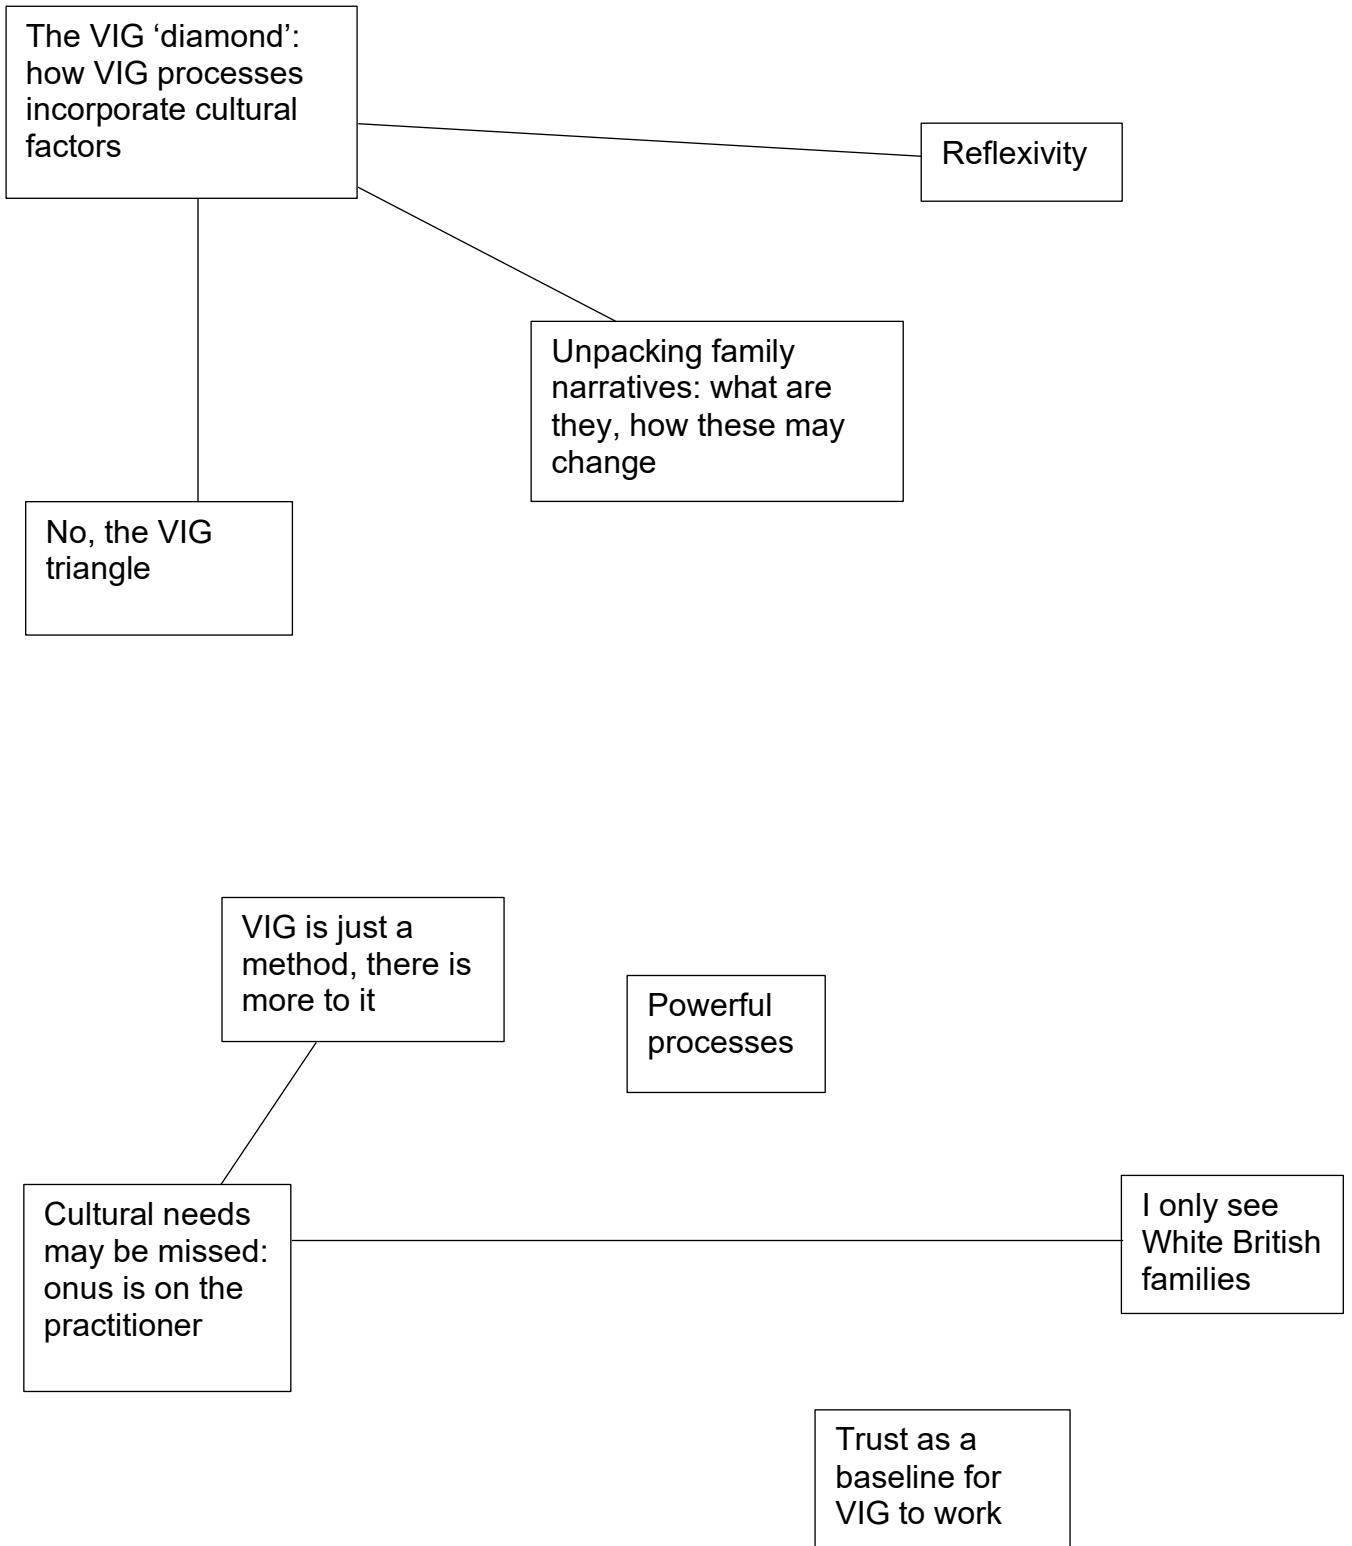 The VIG ‘diamond’:
how VIG processes
incorporate cultural
factors
Reflexivity
Unpacking family
narratives: what are
they, how these may
change
No, the VIG
triangle
VIG is just a
method, there is
more to it
Powerful
processes
Cultural needs
may be missed:
onus is on the
practitioner
I only see
White British
families
Trust as a
baseline for
VIG to work